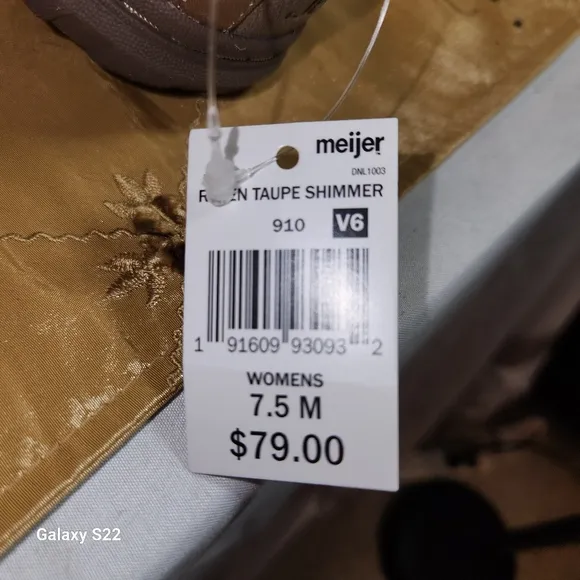 meijer
DNL1003
TAUPE SHIMMER
910 V6
1 91609 93093 2
WOMENS
7.5 M
$79.00
Galaxy S22